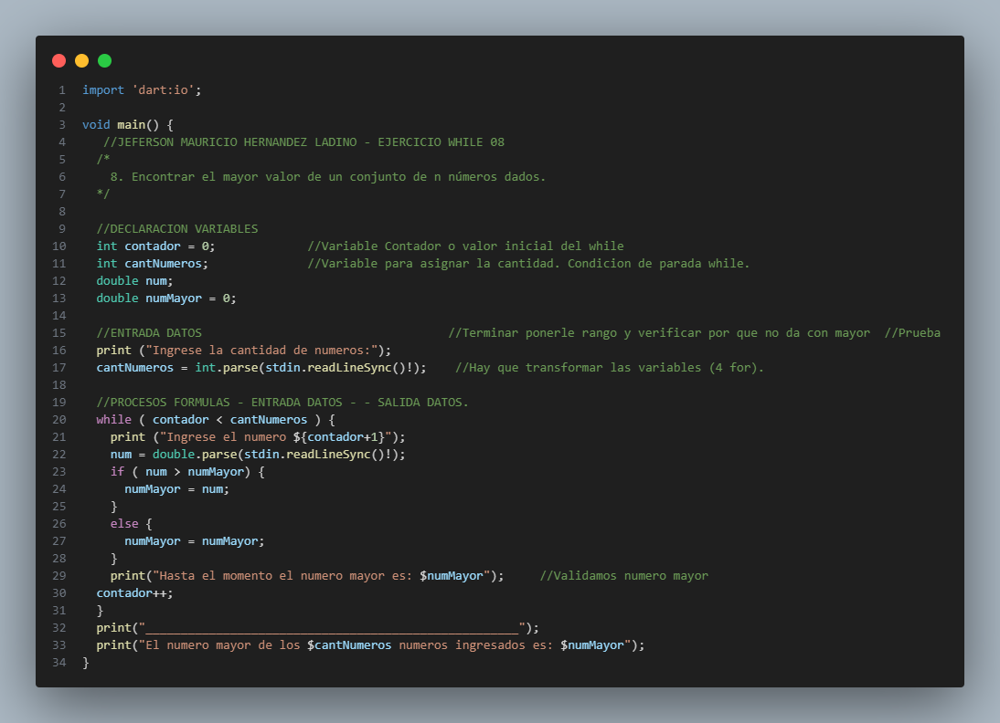 1 import 'dart:io';
2
3 void main() {
4 //JEFERSON MAURICIO HERNANDEZ LADINO - EJERCICIO WHILE 08
5 /*
6 8. Encontrar el mayor valor de un conjunto de n números dados.
7 */
8
9 //DECLARACION VARIABLES
10 int contador = 0; //Variable Contador o valor inicial del while
11 int cantNumeros; //Variable para asignar la cantidad. Condicion de parada while.
12 double num;
13 double numMayor = 0;
14
15 //ENTRADA DATOS //Terminar ponerle rango y verificar por que no da con mayor //Prueba
16 print ("Ingrese la cantidad de numeros:");
17 cantNumeros = int.parse(stdin.readLineSync()!); //Hay que transformar las variables (4 for).
18
19 //PROCESOS FORMULAS - ENTRADA DATOS - - SALIDA DATOS.
20 while ( contador < cantNumeros ) {
21 print ("Ingrese el numero ${contador+1}");
22 num = double.parse(stdin.readLineSync()!);
23 if ( num > numMayor) {
24 numMayor = num;
25 }
26 else {
27 numMayor = numMayor;
28 }
29 print("Hasta el momento el numero mayor es: $numMayor"); //Validamos numero mayor
30 contador++;
31 }
32 print("_____________________________________________________");
33 print("El numero mayor de los $cantNumeros numeros ingresados es: $numMayor");
34 }